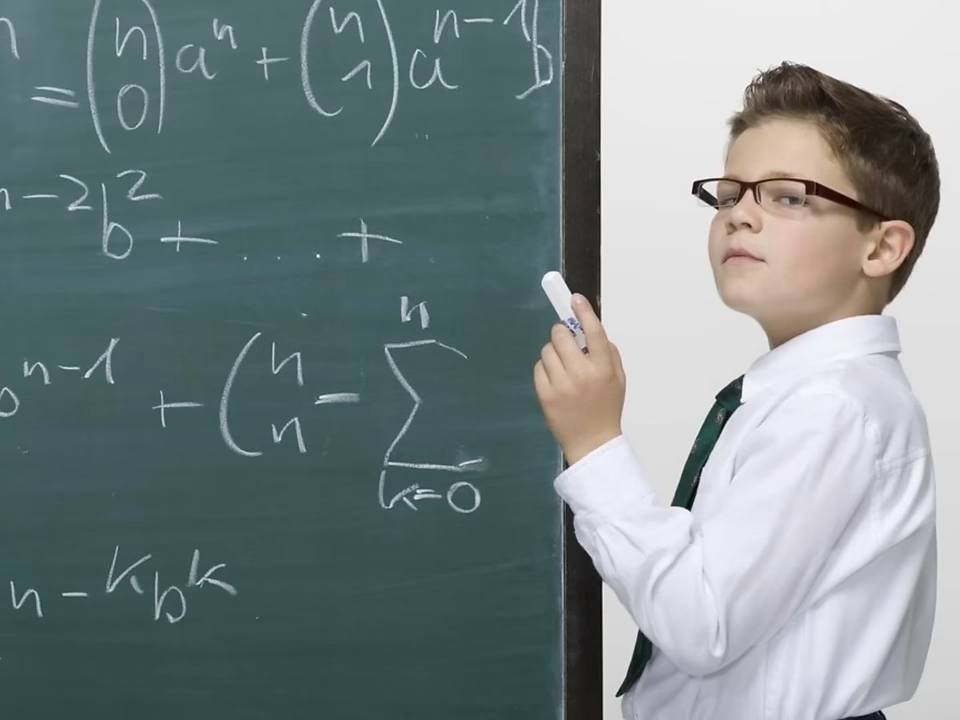 n = (n 0) a^n + (n 1) a^{n-1} b
n-2 b^2 + .... +
b^{n-1} + (n n = ∑_{k=0}^{n}
n-k b^k